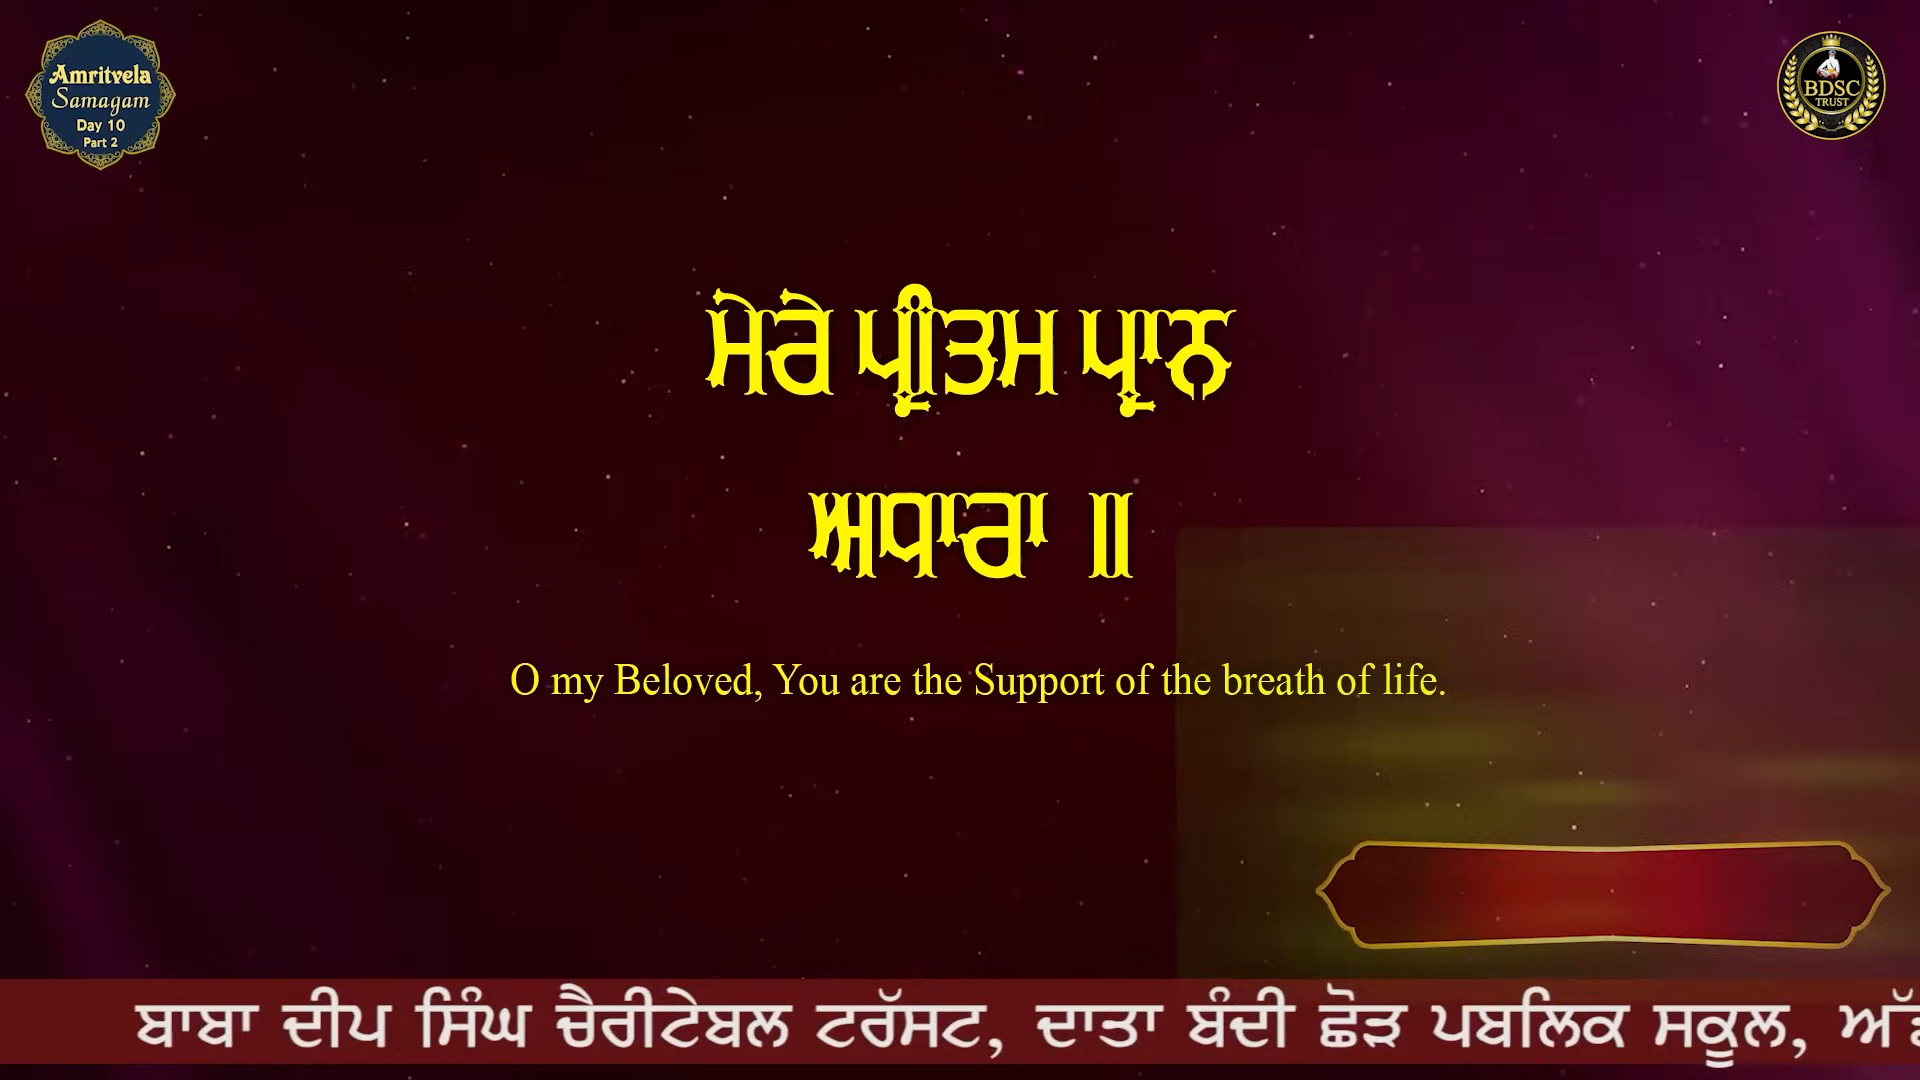 Amritvela
Samagam
Day 10
Part 2
BDSC
TRUST
ਮੇਰੇ ਪ੍ਰੀਤਮ ਪ੍ਰਾਨ
ਅਧਾਰਾ ॥
O my Beloved, You are the Support of the breath of life.
ਬਾਬਾ ਦੀਪ ਸਿੰਘ ਚੈਰੀਟੇਬਲ ਟਰੱਸਟ, ਦਾਤਾ ਬੰਦੀ ਛੋੜ ਪਬਲਿਕ ਸਕੂਲ,